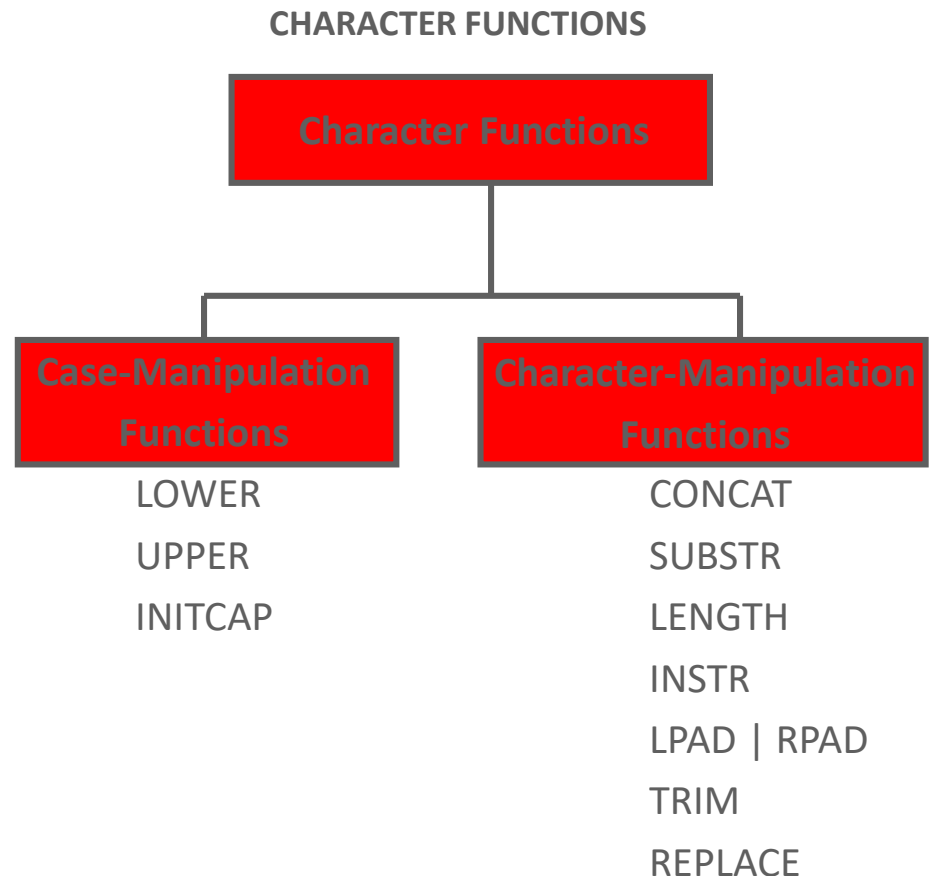 CHARACTER FUNCTIONS
Character Functions
Case-Manipulation
Functions
LOWER
UPPER
INITCAP
Character-Manipulation
Functions
CONCAT
SUBSTR
LENGTH
INSTR
LPAD | RPAD
TRIM
REPLACE